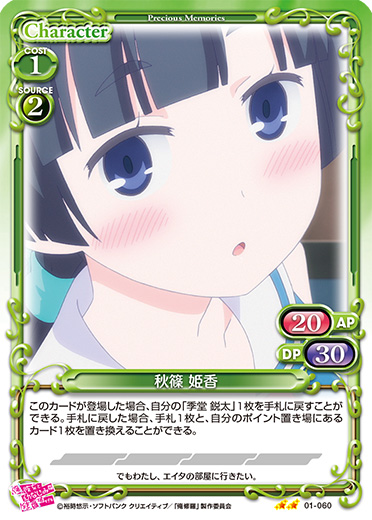 Precious Memories
Character
COST
1
SOURCE
2
20 AP
DP 30
秋篠 姫香
このカードが登場した場合、自分の「季堂 鋭太」1枚を手札に戻すことが
できる。手札に戻した場合、手札1枚と、自分のポイント置き場にある
カード1枚を置き換えることができる。
でもわたし、エイタの部屋に行きたい。
©裕時悠示・ソフトバンク クリエイティブ/「俺修羅」製作委員会
01-060